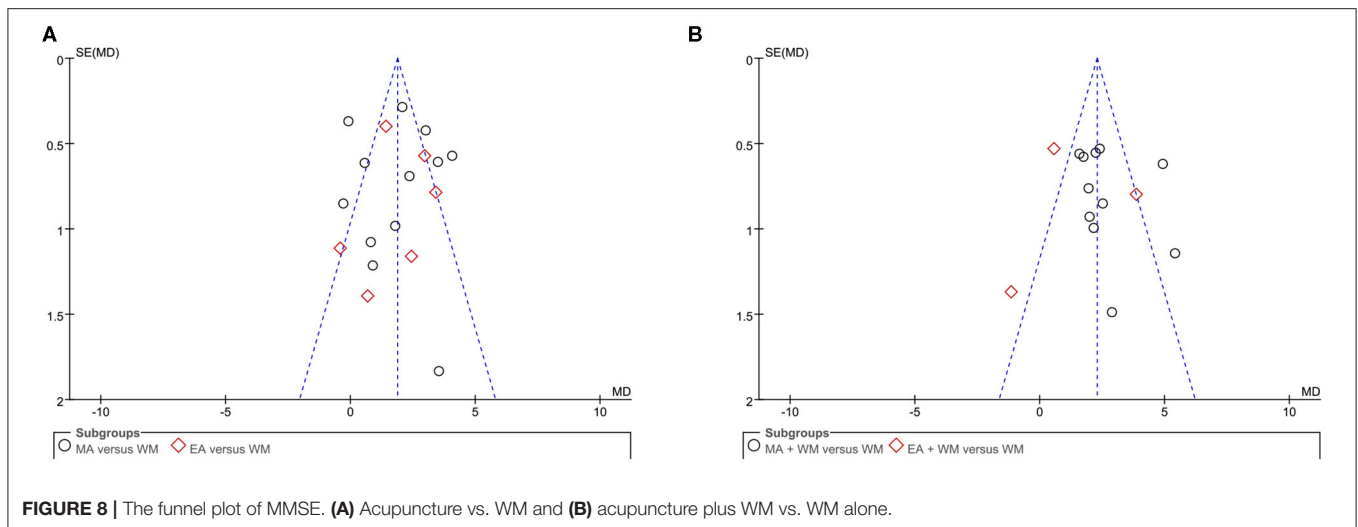 A
SE(MD)
0
0.5
1
1.5
2
MD
-10
-5
0
5
10
Subgroups
MA versus WM
EA versus WM
B
SE(MD)
0
0.5
1
1.5
2
MD
-10
-5
0
5
10
Subgroups
MA + WM versus WM
EA + WM versus WM
FIGURE 8 | The funnel plot of MMSE. (A) Acupuncture vs. WM and (B) acupuncture plus WM vs. WM alone.